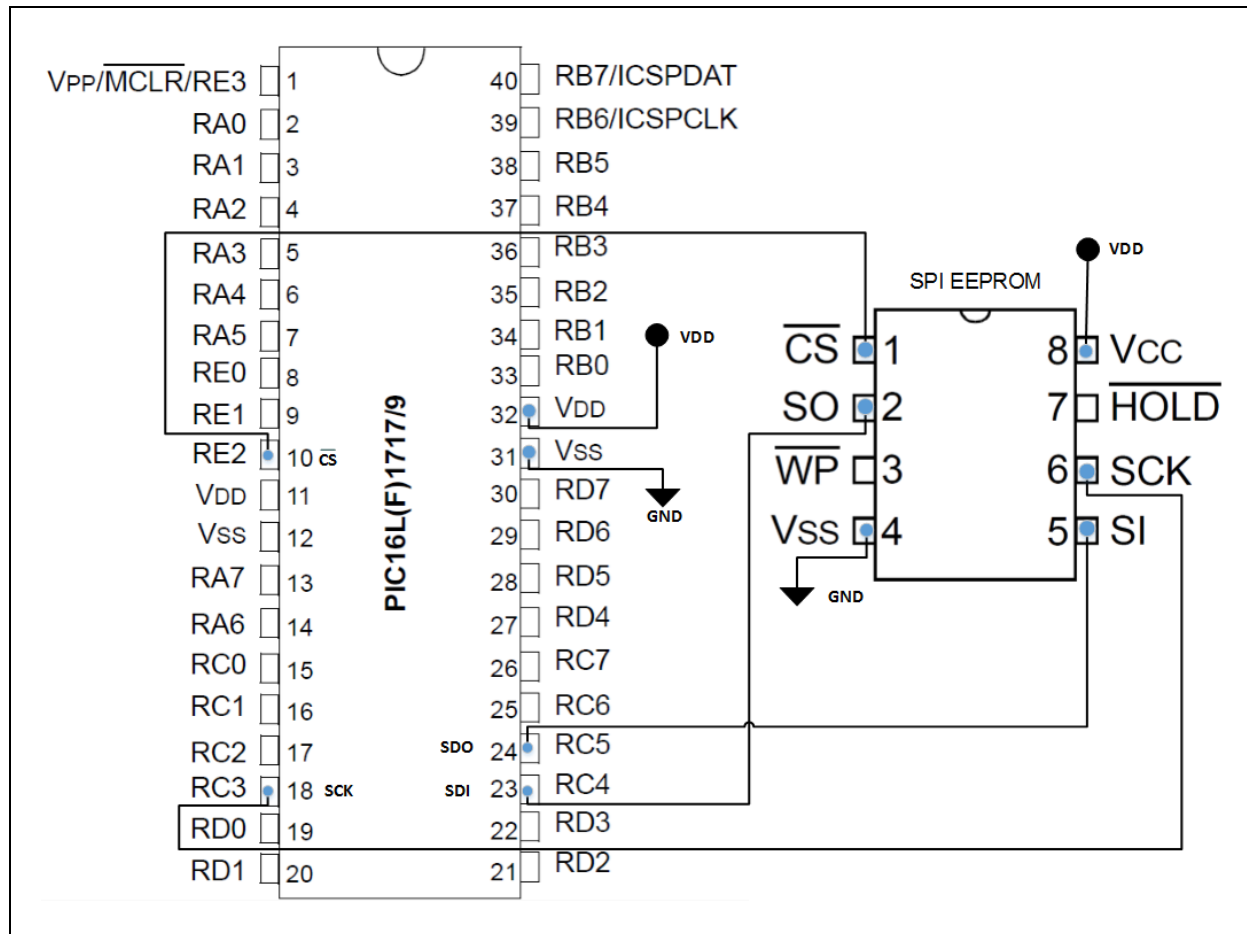 VPP/MCLR/RE3 1
RA0 2
RA1 3
RA2 4
RA3 5
RA4 6
RA5 7
RE0 8
RE1 9
RE2 10 CS
VDD 11
VSS 12
RA7 13
RA6 14
RC0 15
RC1 16
RC2 17
RC3 18 SCK
RD0 19
RD1 20
PIC16L(F)1717/9
40 RB7/ICSPDAT
39 RB6/ICSPCLK
38 RB5
37 RB4
36 RB3
35 RB2
34 RB1
33 RB0
32 VDD
31 VSS
30 RD7
29 RD6
28 RD5
27 RD4
26 RC7
25 RC6
SDO 24 RC5
SDI 23 RC4
22 RD3
21 RD2
VDD
GND
SPI EEPROM
VDD
CS 1
SO 2
WP 3
VSS 4
GND
8 VCC
7 HOLD
6 SCK
5 SI